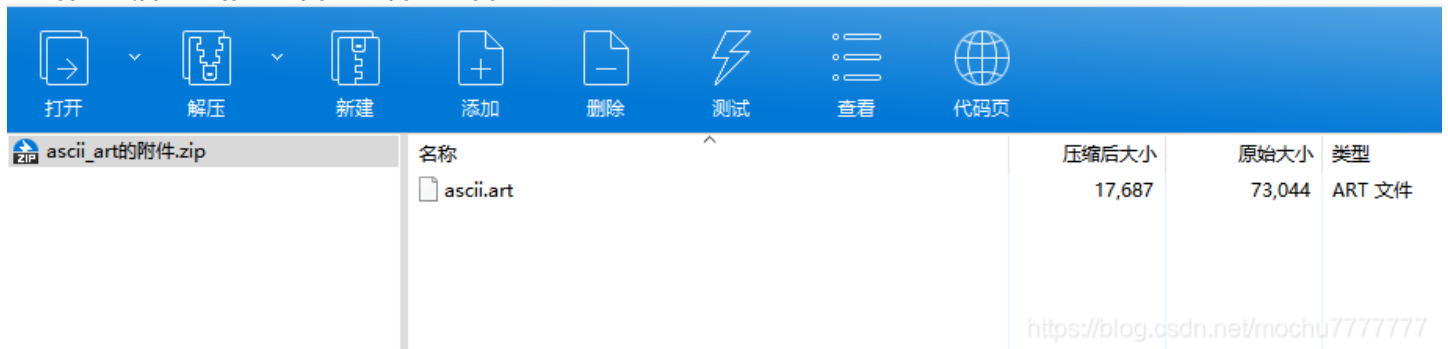 打开 解压 新建 添加 删除 测试 查看 代码页
ZIP ascii_art的附件.zip
名称 压缩后大小 原始大小 类型
ascii.art 17,687 73,044 ART 文件
https://blog.csdn.net/mochu7777777